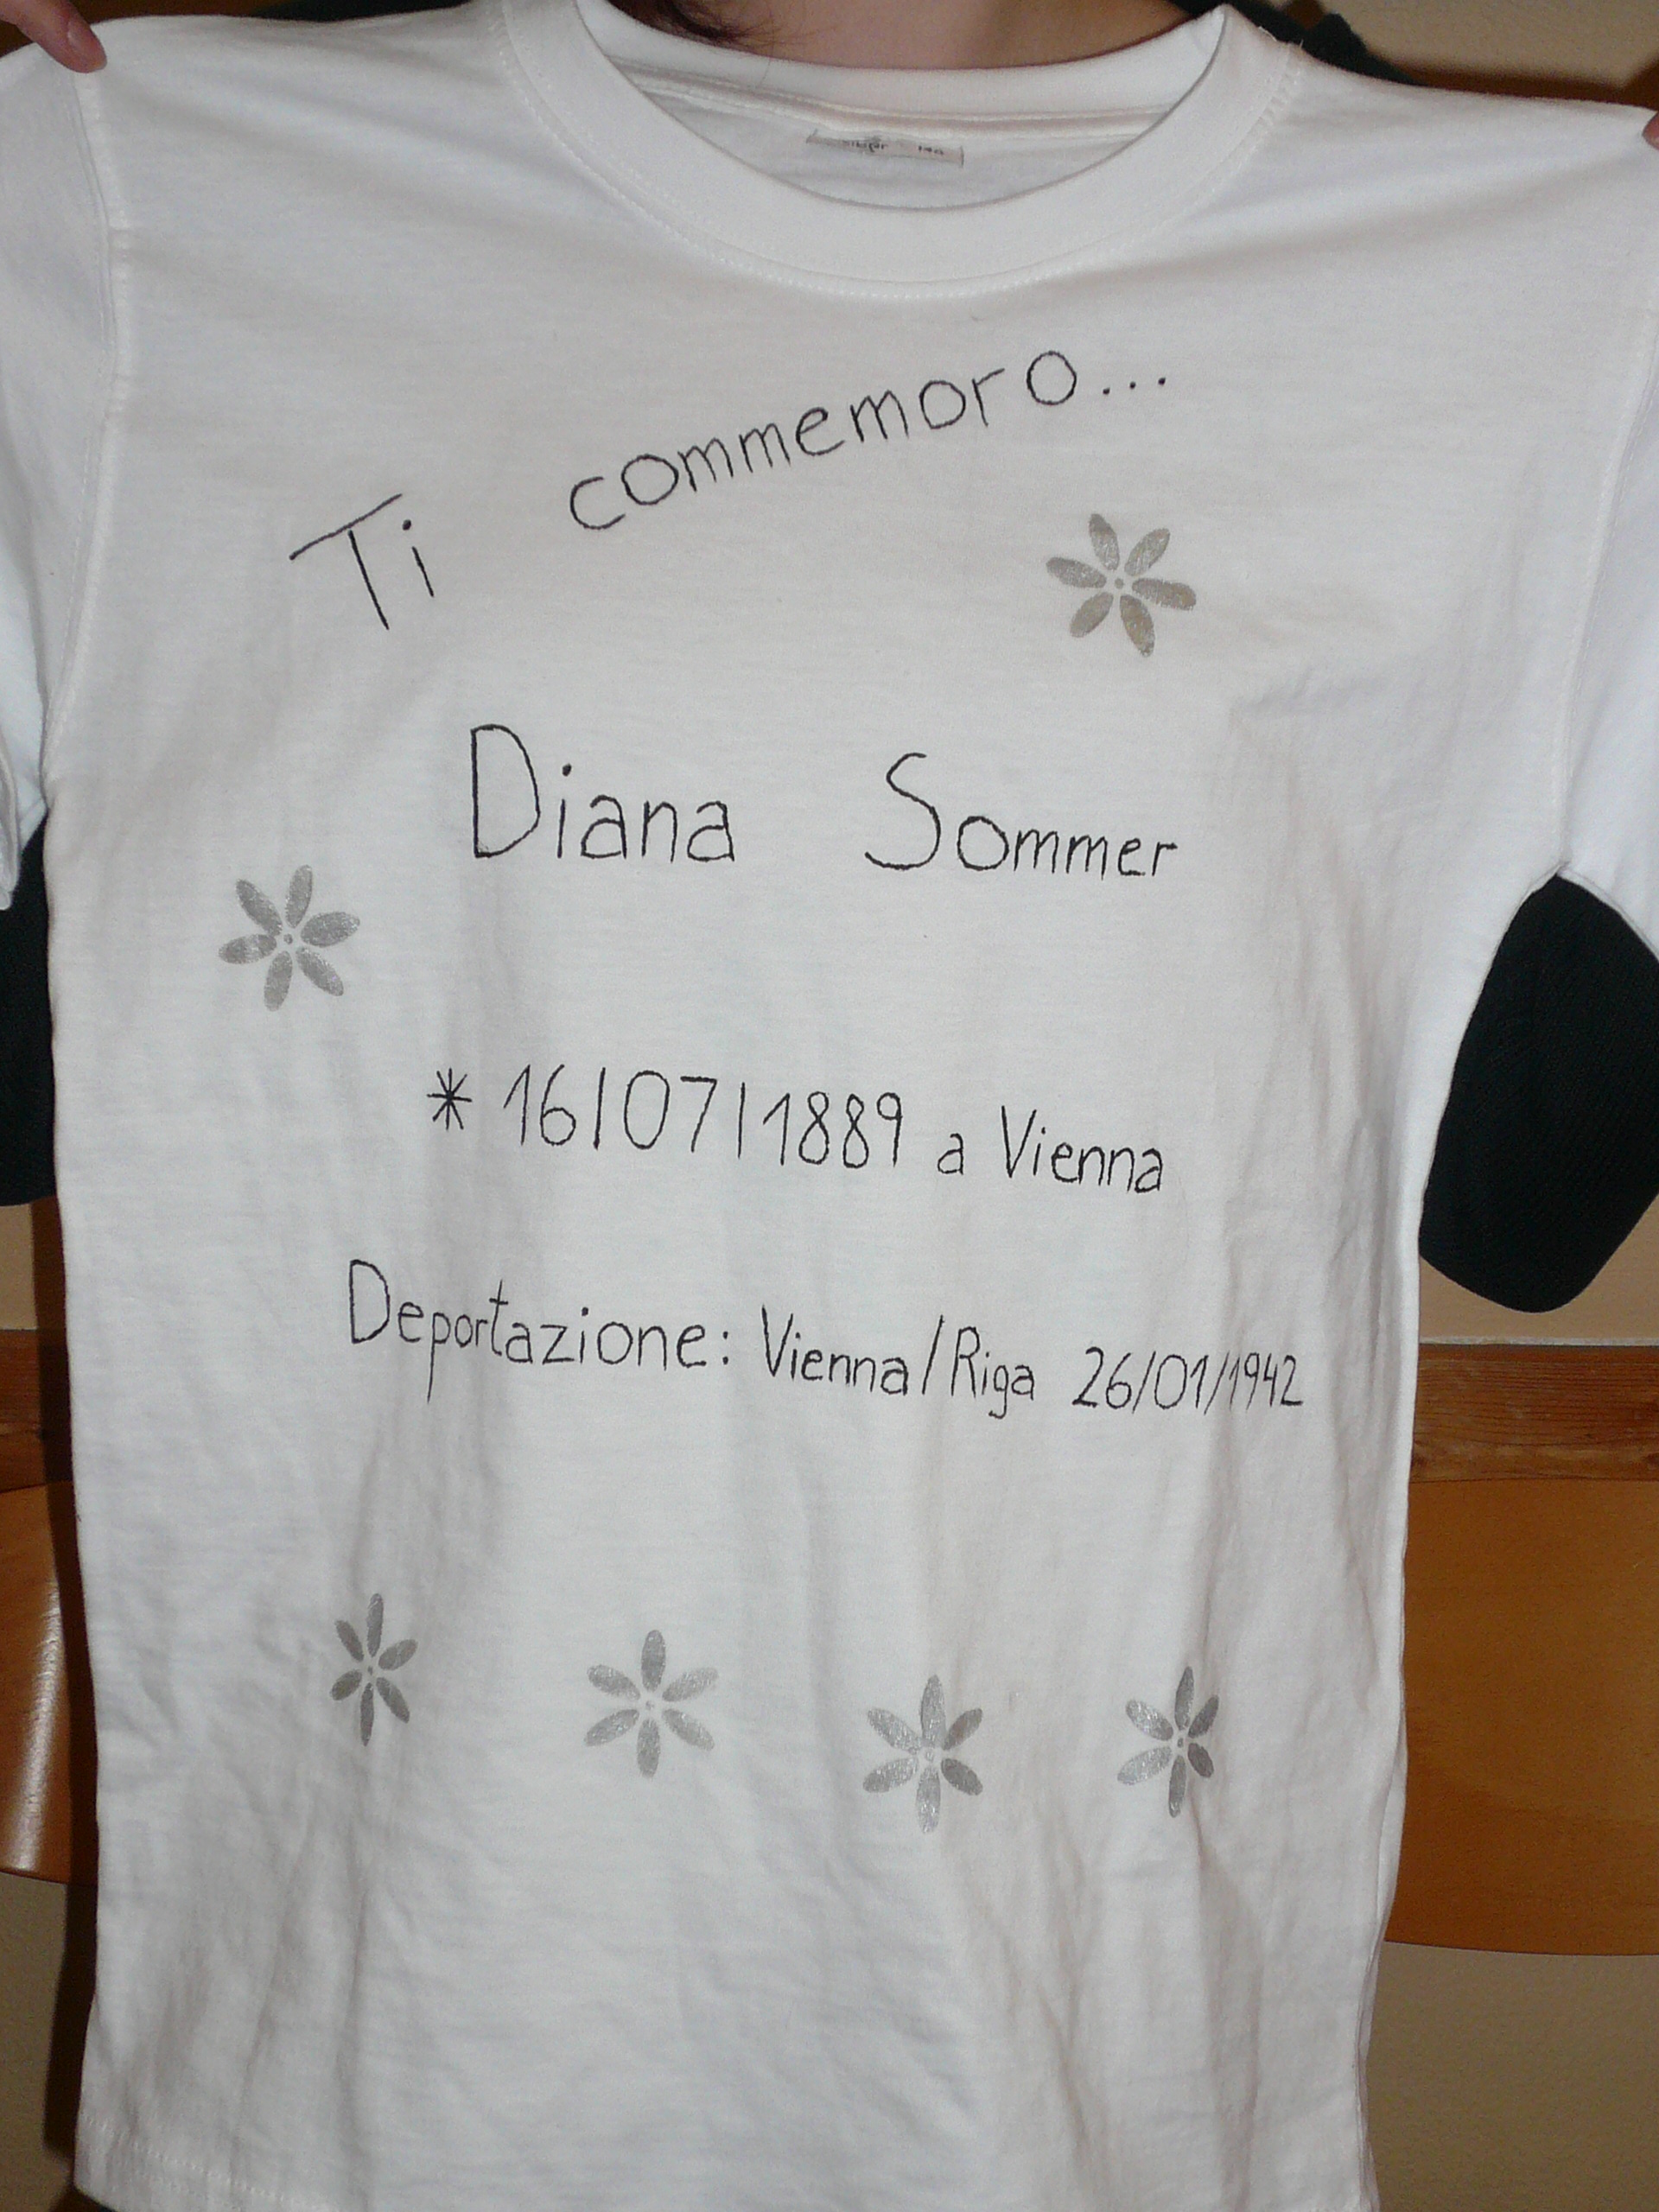 Ti commemoro...
Diana Sommer
* 16/07/1889 a Vienna
Deportazione: Vienna/Riga 26/01/1942